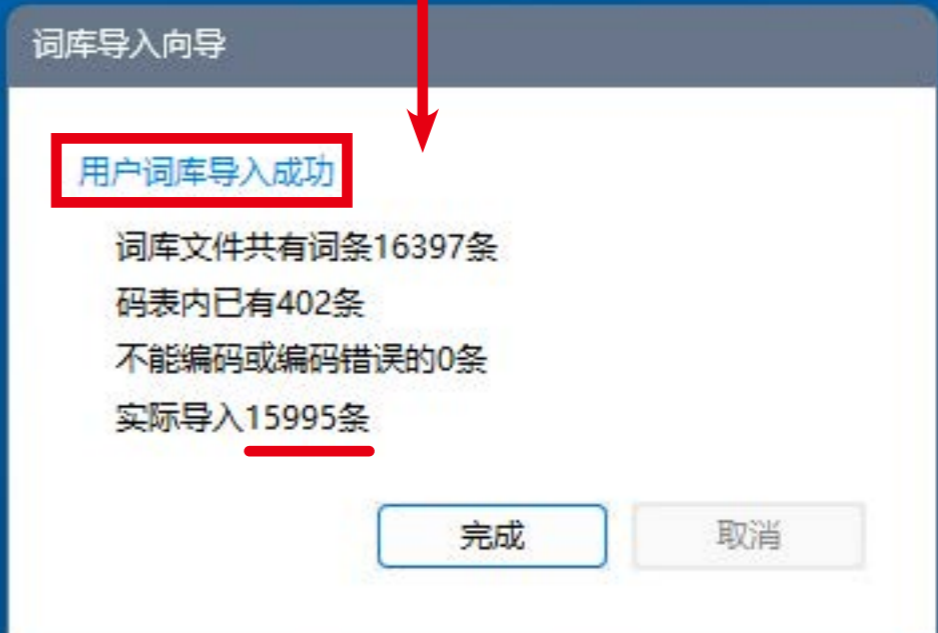 词库导入向导
用户词库导入成功
词库文件共有词条16397条
码表内已有402条
不能编码或编码错误的0条
实际导入15995条
完成 取消